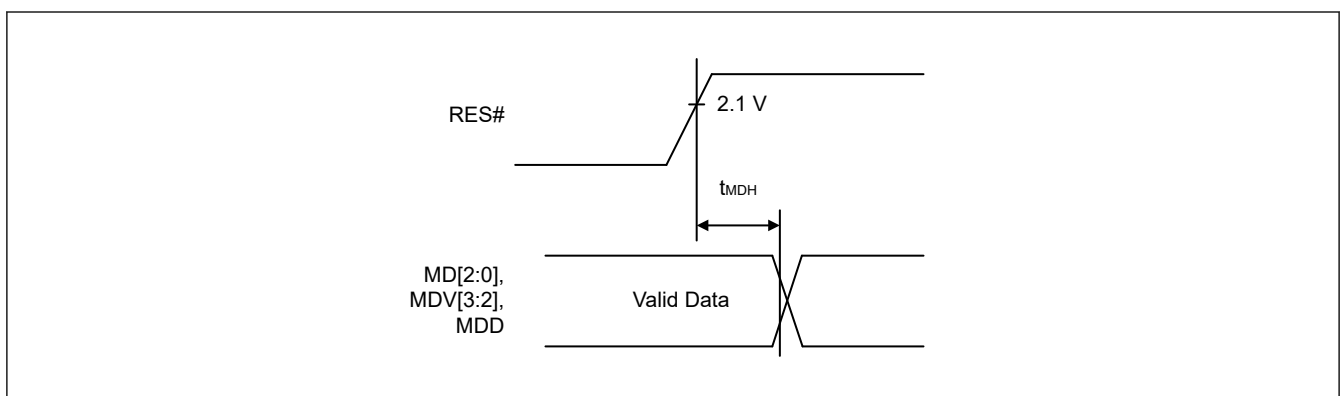 RES#
2.1 V
tMDH
MD[2:0],
MDV[3:2],
MDD
Valid Data